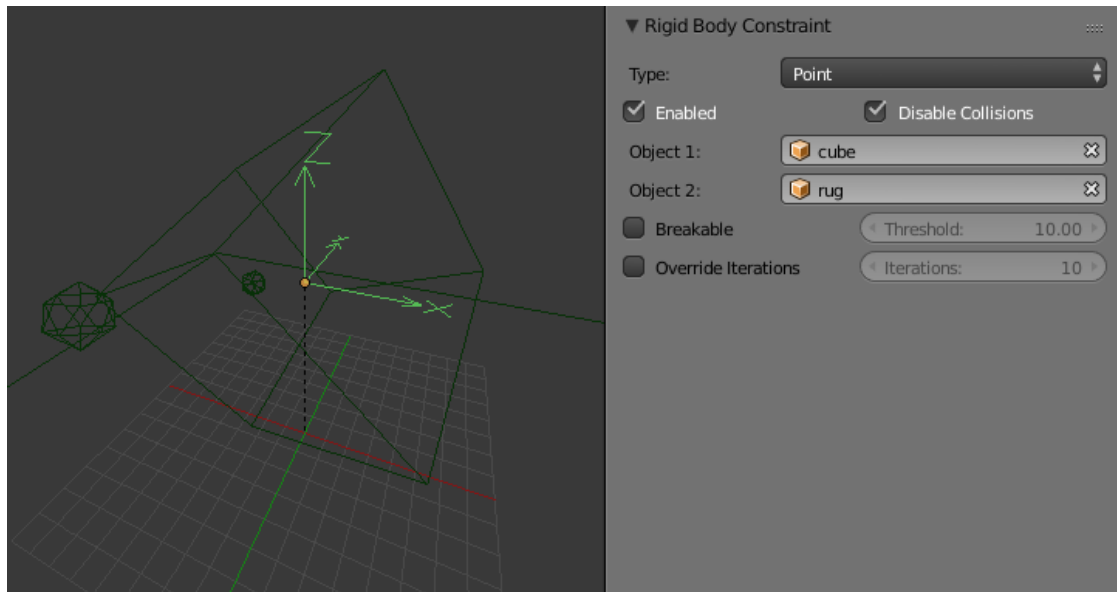 Rigid Body Constraint
Type: Point
Enabled Disable Collisions
Object 1: cube
Object 2: rug
Breakable Threshold: 10.00
Override Iterations Iterations: 10
Z
X